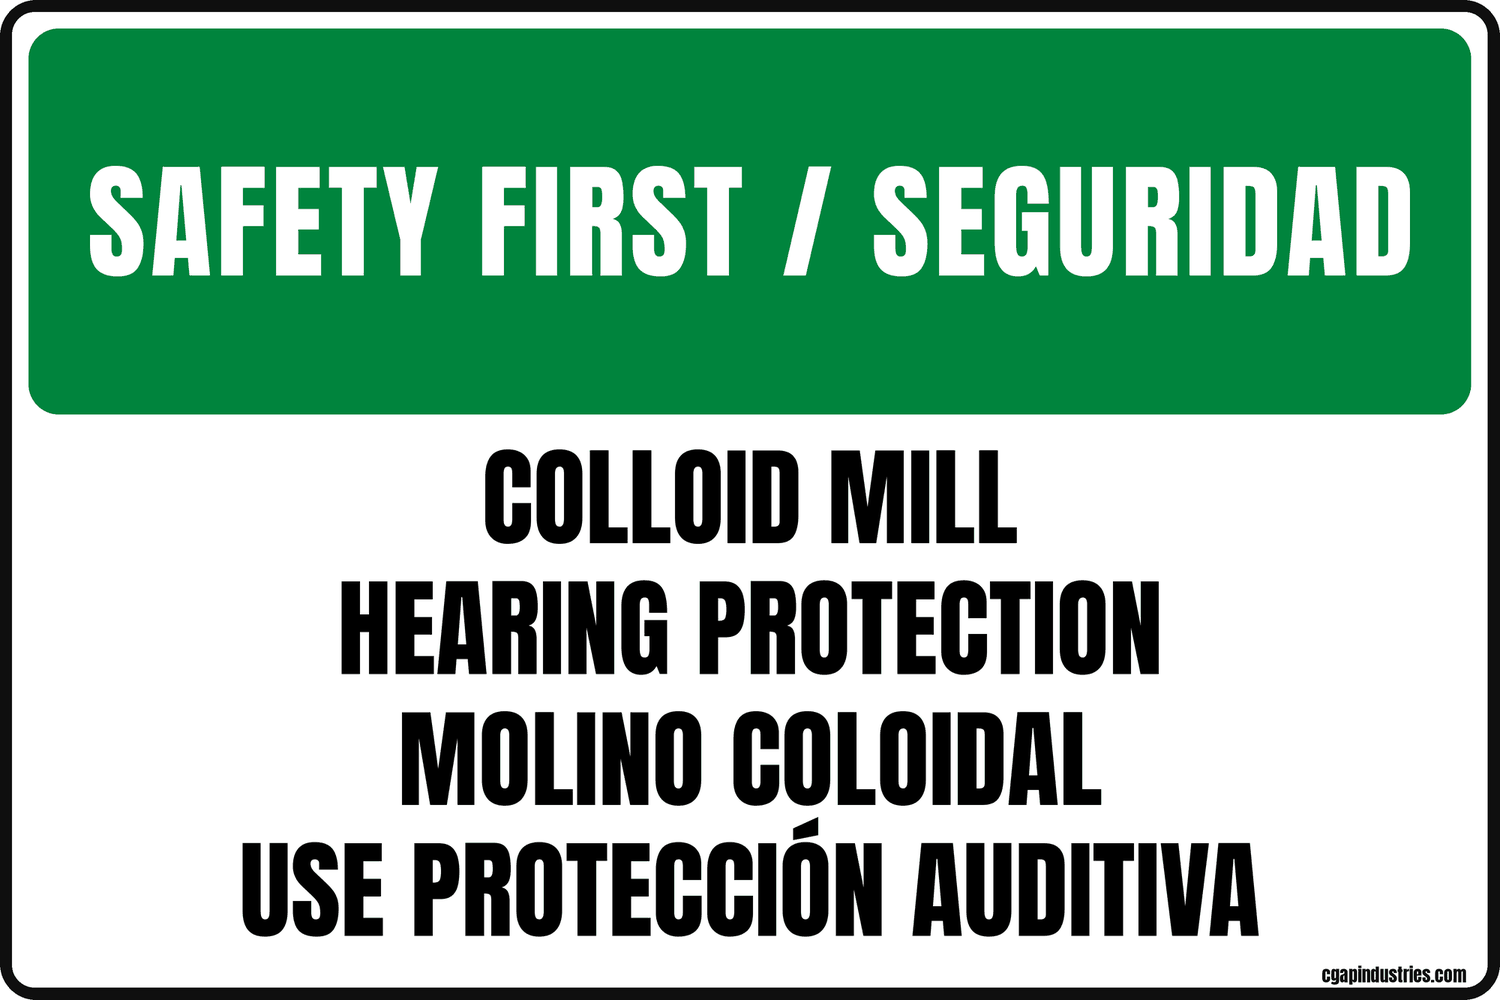 SAFETY FIRST / SEGURIDAD
COLLOID MILL
HEARING PROTECTION
MOLINO COLOIDAL
USE PROTECCIÓN AUDITIVA
cgapindustries.com